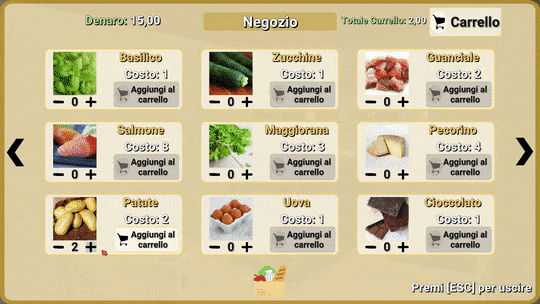 Denaro: 15,00
Negozio
Totale Carrello: 2,00
Carrello
Basilico
Costo: 1
Aggiungi al
carrello
- 0 +
Zucchine
Costo: 1
Aggiungi al
carrello
- 0 +
Guanciale
Costo: 2
Aggiungi al
carrello
- 0 +
Salmone
Costo: 8
Aggiungi al
carrello
- 0 +
Maggiorana
Costo: 3
Aggiungi al
carrello
- 0 +
Pecorino
Costo: 4
Aggiungi al
carrello
- 0 +
Patate
Costo: 2
Aggiungi al
carrello
- 2 +
Uova
Costo: 1
Aggiungi al
carrello
- 0 +
Cioccolato
Costo: 1
Aggiungi al
carrello
- 0 +
Premi [ESC] per uscire